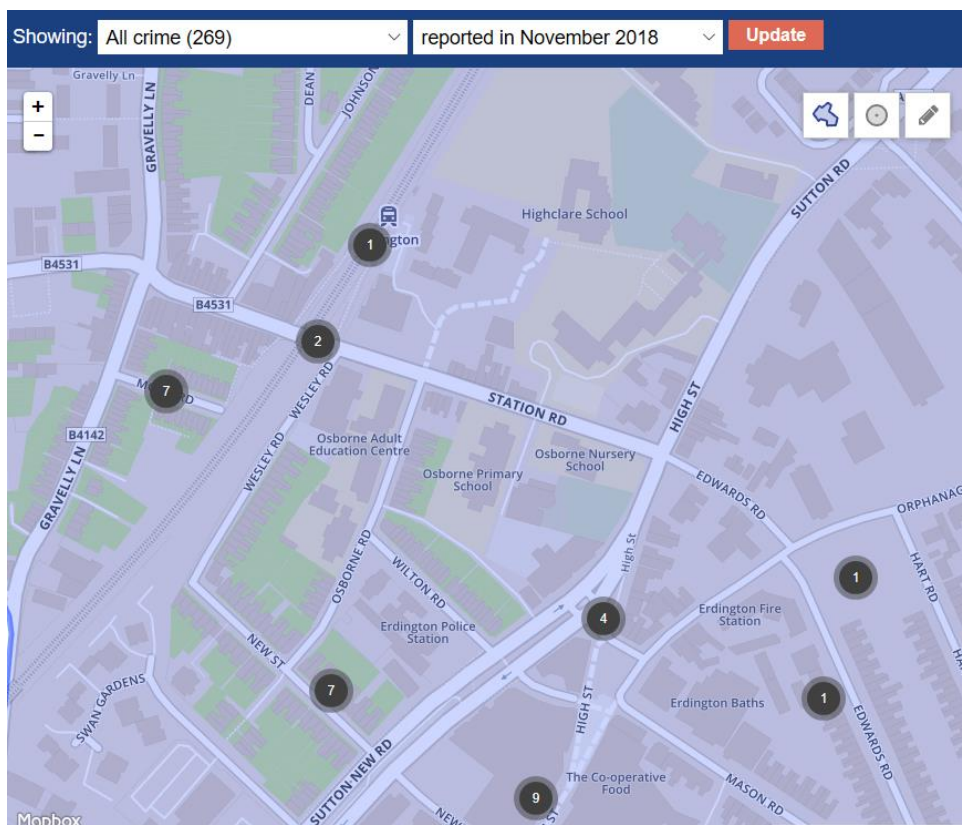 Showing: All crime (269) reported in November 2018 Update
Gravelly Ln
+
−
GRAVELLY LN
DEAN
JOHNSON
SUTTON RD
Highclare School
1
B4531
B4531
2
7
RD
WESLEY RD
STATION RD
HIGH ST
B4142
Osborne Adult
Education Centre
WESLEY RD
Osborne Primary
School
Osborne Nursery
School
GRAVELLY LN
EDWARDS RD
ORPHANAG
High St
OSBORNE RD
WILTON RD
1
HART RD
Erdington Police
Station
4
Erdington Fire
Station
NEW ST
HA
7
SWAN GARDENS
HIGH ST
Erdington Baths
1
EDWARDS RD
SUTTON NEW RD
The Co-operative
Food
MASON RD
9
NEW
ST
Mapbox